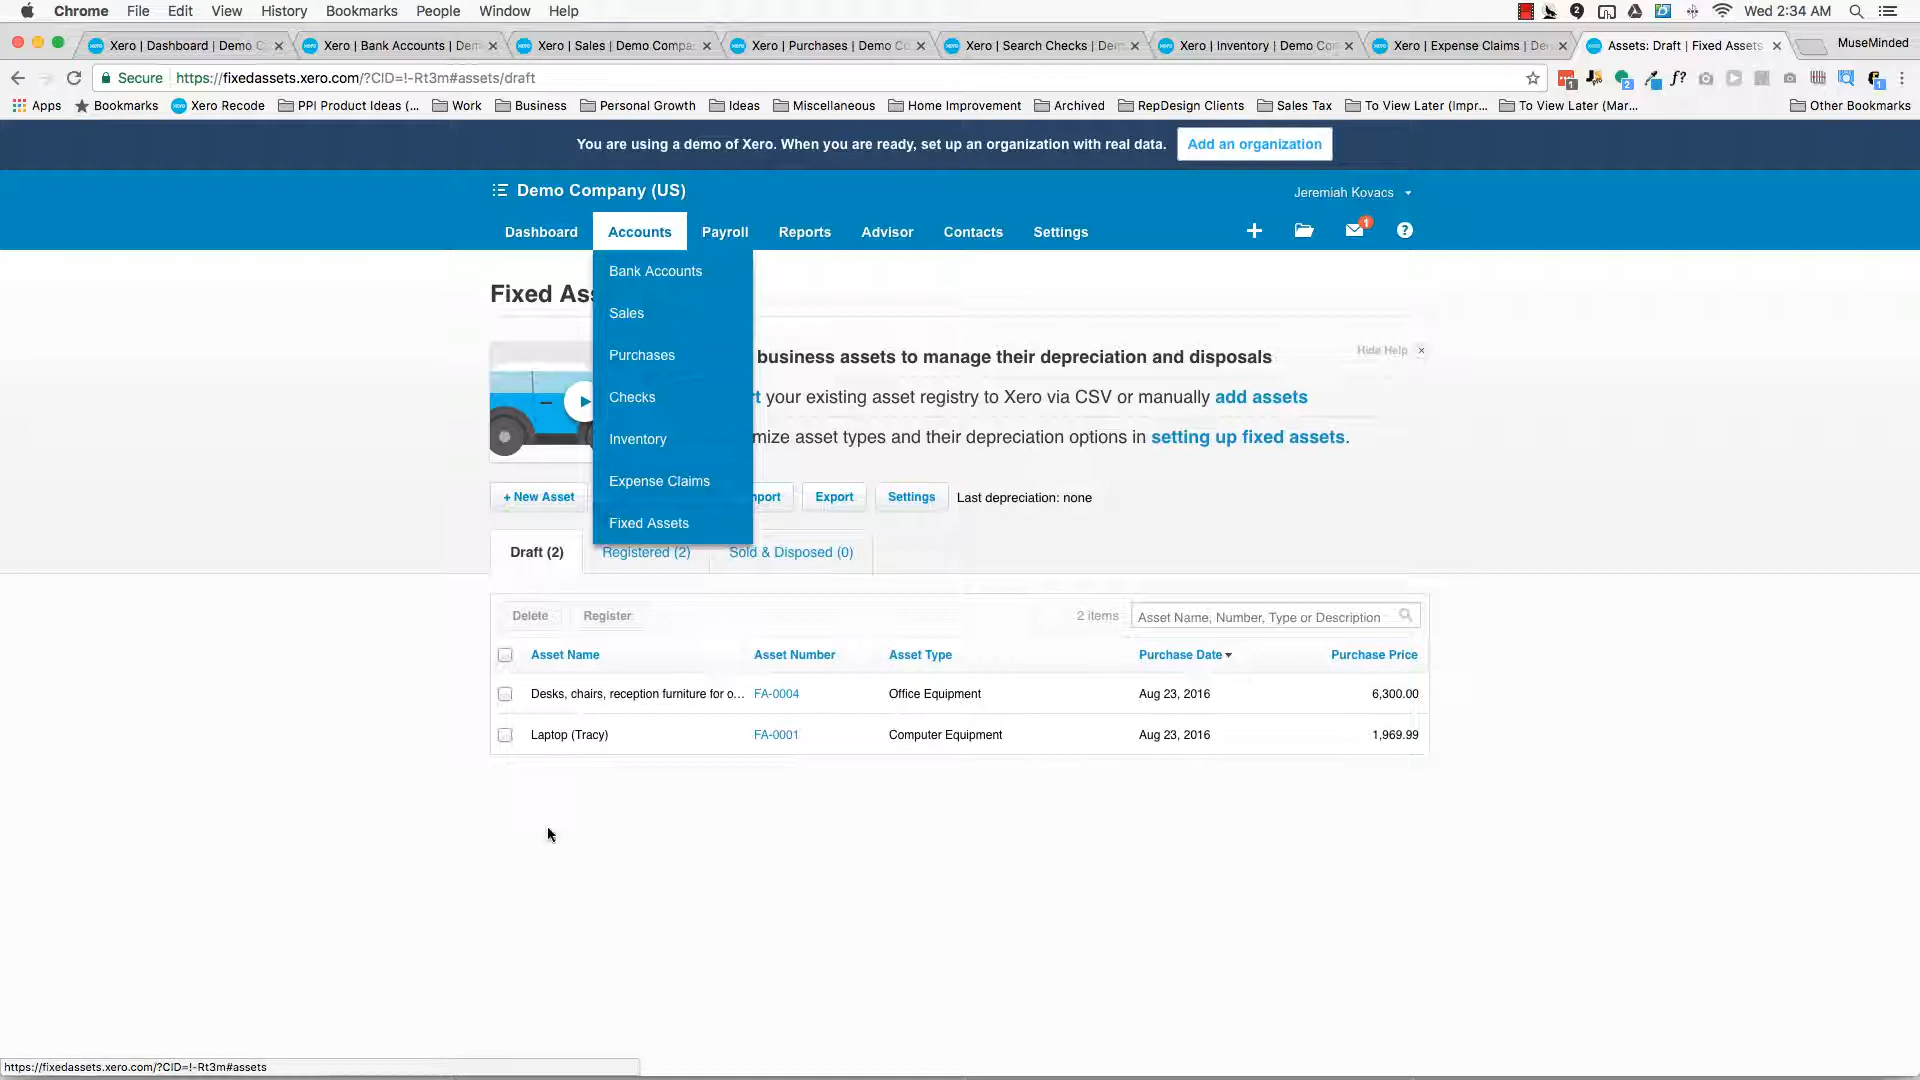 Chrome File Edit View History Bookmarks People Window Help
2 Wed 2:34 AM
Xero | Dashboard | Demo C
Xero | Bank Accounts | Dem
Xero | Sales | Demo Compa
Xero | Purchases | Demo C
Xero | Search Checks | De
Xero | Inventory | Demo Co
Xero | Expense Claims | De
Assets: Draft | Fixed Assets
MuseMinded
Secure https://fixedassets.xero.com/?CID=!-Rt3m#assets/draft
1 2 f? 1
Apps Bookmarks Xero Recode PPI Product Ideas (... Work Business Personal Growth Ideas Miscellaneous Home Improvement Archived RepDesign Clients Sales Tax To View Later (Impr... To View Later (Mar... Other Bookmarks
You are using a demo of Xero. When you are ready, set up an organization with real data. Add an organization
Demo Company (US) Jeremiah Kovacs
Dashboard Accounts Payroll Reports Advisor Contacts Settings 1 ?
Bank Accounts
Fixed Ass
Sales
Purchases
business assets to manage their depreciation and disposals Hide Help ×
Checks
t your existing asset registry to Xero via CSV or manually add assets
Inventory
mize asset types and their depreciation options in setting up fixed assets.
Expense Claims
+ New Asset mport Export Settings Last depreciation: none
Fixed Assets
Draft (2) Registered (2) Sold & Disposed (0)
Delete Register 2 items Asset Name, Number, Type or Description
Asset Name Asset Number Asset Type Purchase Date Purchase Price
Desks, chairs, reception furniture for o... FA-0004 Office Equipment Aug 23, 2016 6,300.00
Laptop (Tracy) FA-0001 Computer Equipment Aug 23, 2016 1,969.99
https://fixedassets.xero.com/?CID=!-Rt3m#assets